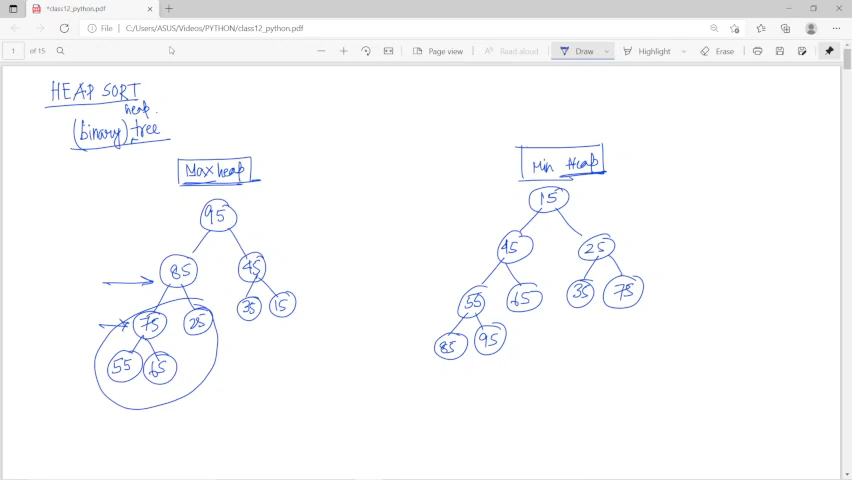 *class12_python.pdf
File
C:/Users/ASUS/Videos/PYTHON/class12_python.pdf
1 of 15
Page view
Read aloud
Draw
Highlight
Erase
HEAP SORT
heap.
(binary) tree
Max heap
Min Heap
95
85 45
75 25 35 15
55 65
15
45 25
55 65 35 75
85 95